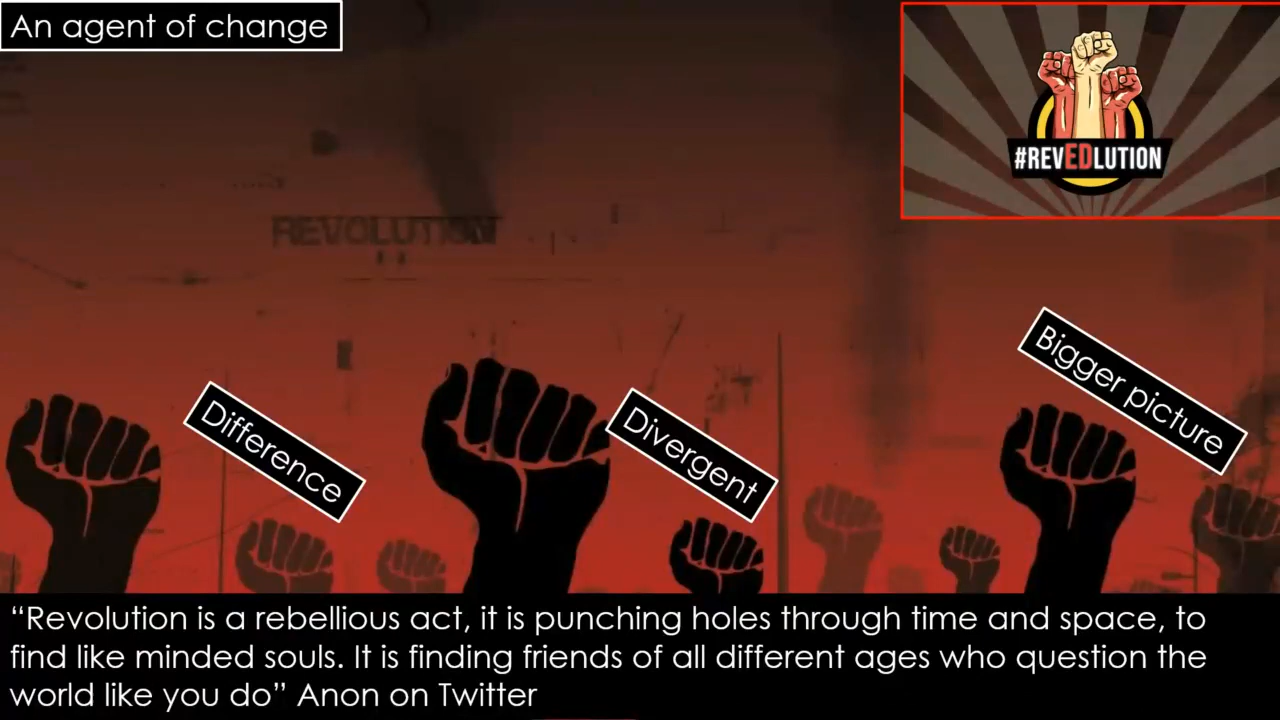 An agent of change
#REVEDLUTION
REVOLUTION
Difference
Divergent
Bigger picture
“Revolution is a rebellious act, it is punching holes through time and space, to
find like minded souls. It is finding friends of all different ages who question the
world like you do” Anon on Twitter